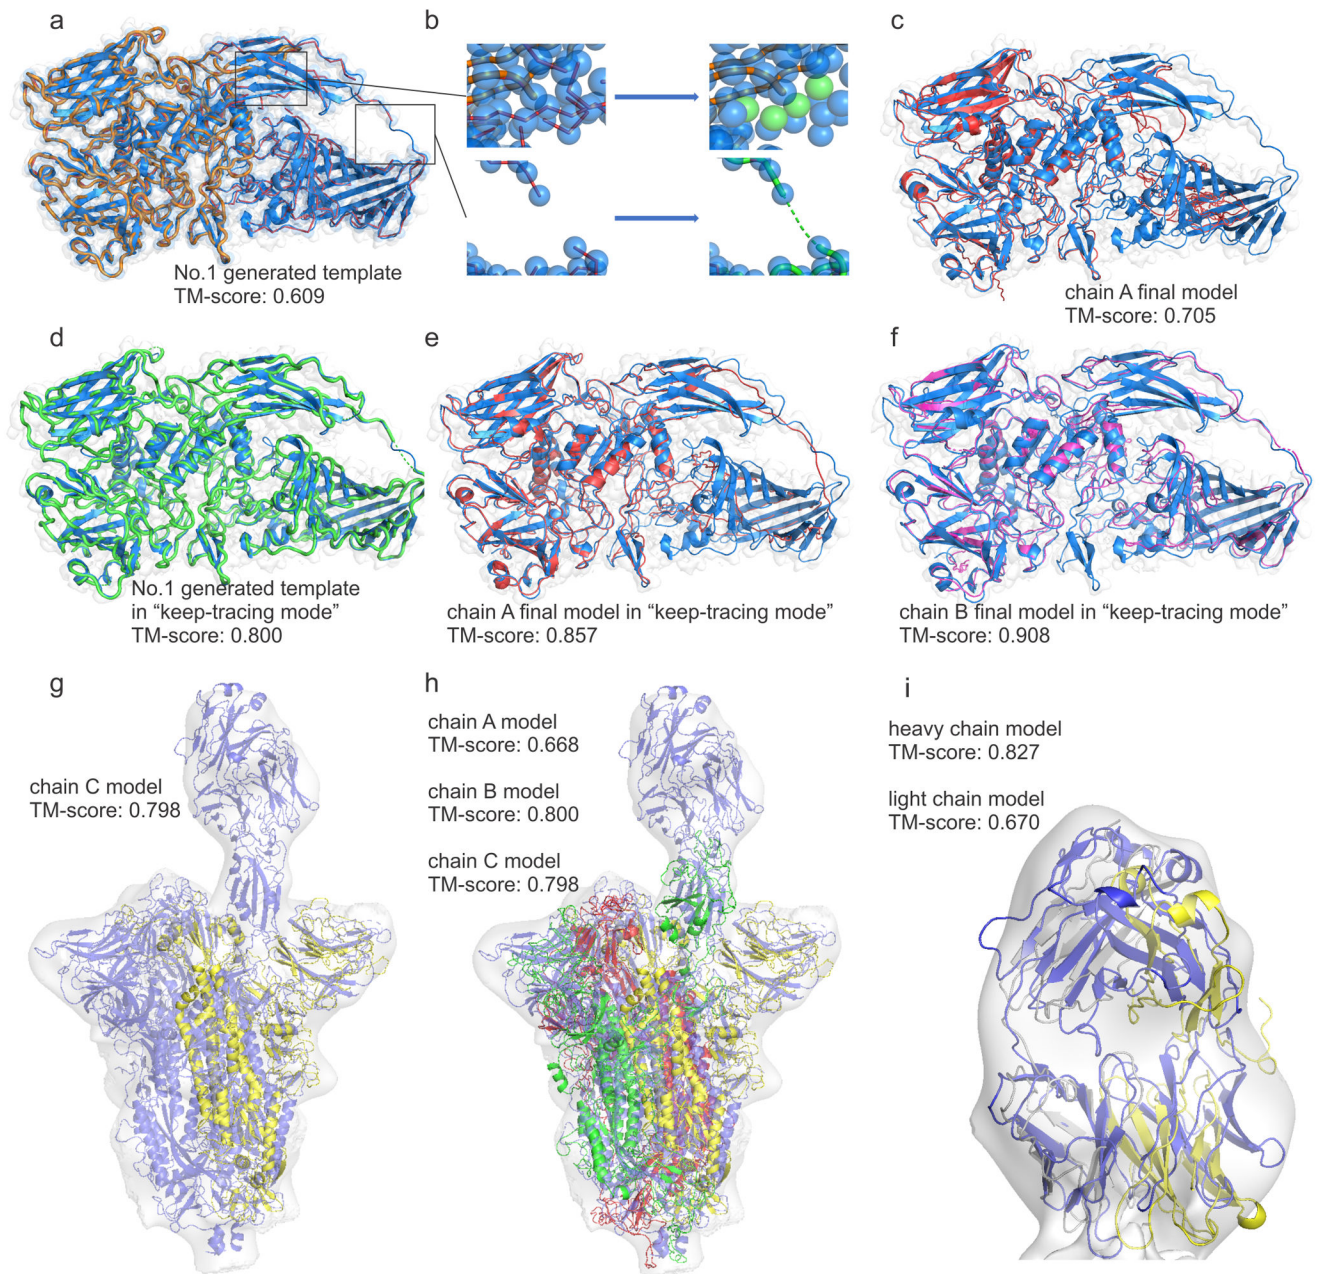 a
No.1 generated template
TM-score: 0.609
b
c
chain A final model
TM-score: 0.705
d
No.1 generated template
in “keep-tracing mode”
TM-score: 0.800
e
chain A final model in “keep-tracing mode”
TM-score: 0.857
f
chain B final model in “keep-tracing mode”
TM-score: 0.908
g
chain C model
TM-score: 0.798
h
chain A model
TM-score: 0.668
chain B model
TM-score: 0.800
chain C model
TM-score: 0.798
i
heavy chain model
TM-score: 0.827
light chain model
TM-score: 0.670